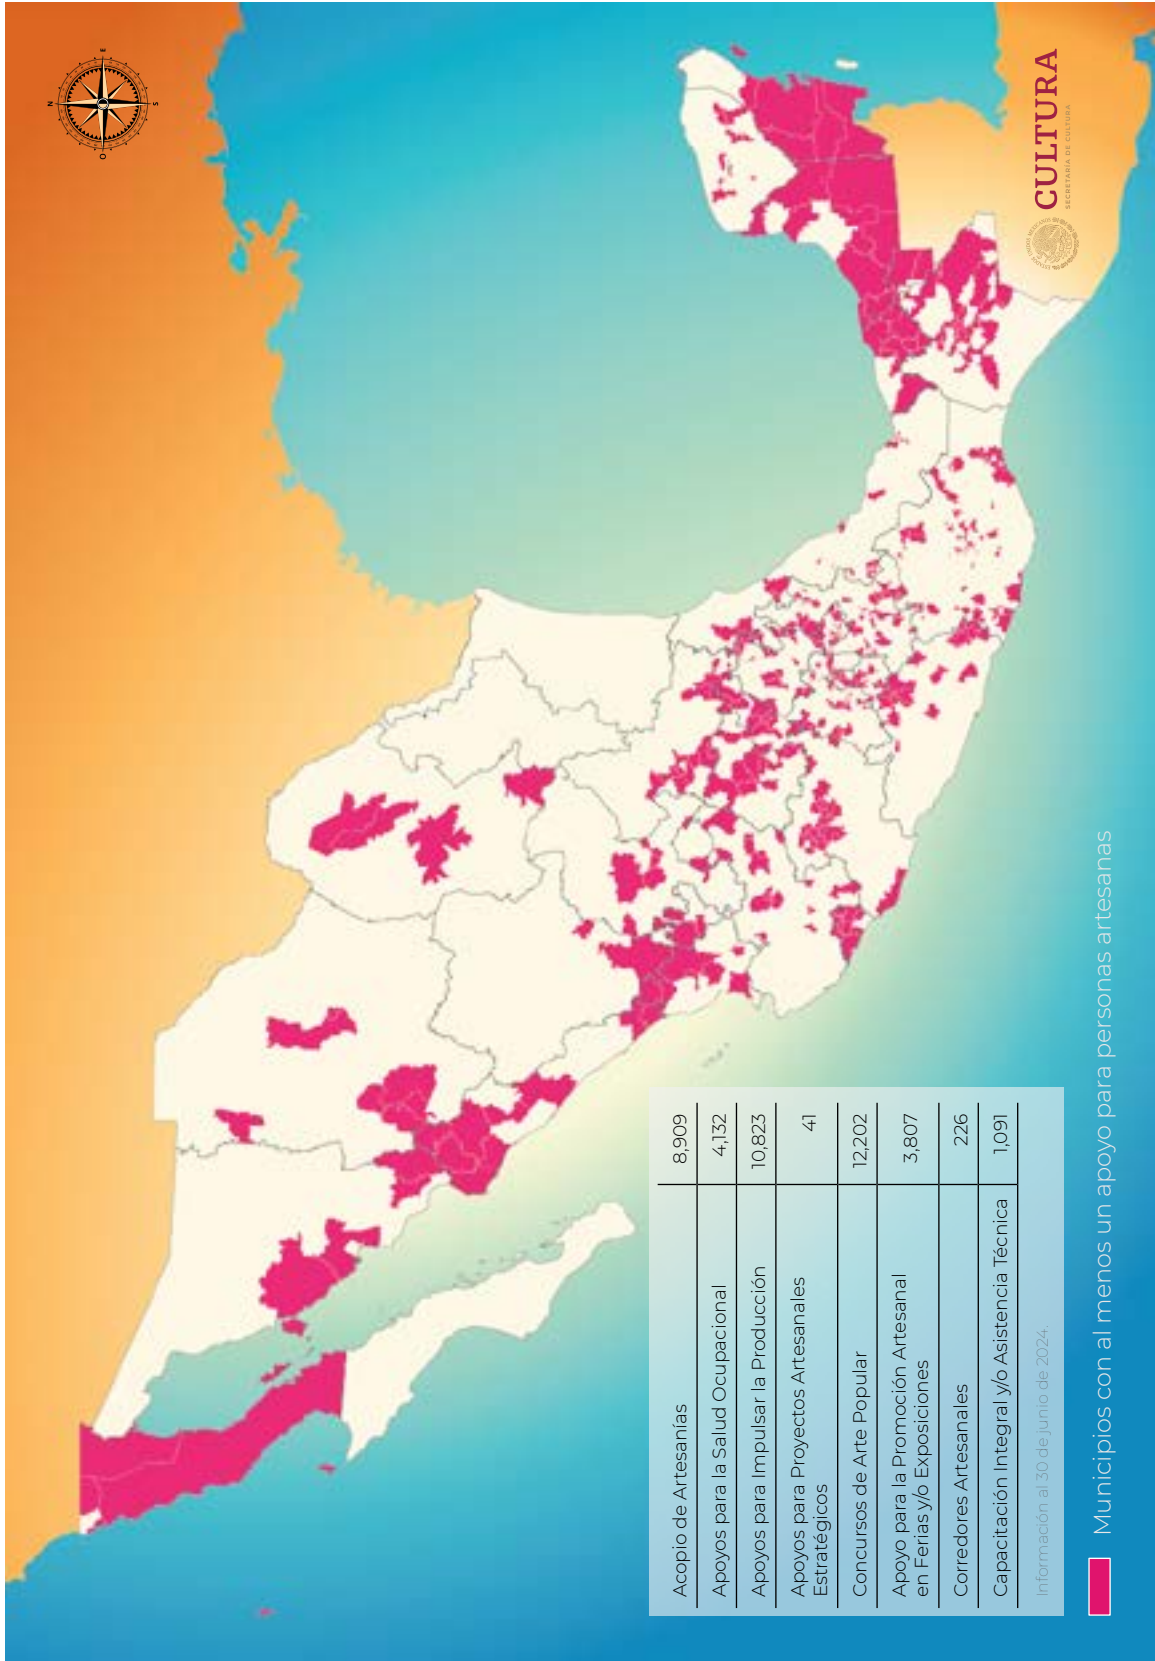 N
E
S
O
CULTURA
SECRETARÍA DE CULTURA
ESTADOS UNIDOS MEXICANOS
Acopio de Artesanías 8,909
Apoyos para la Salud Ocupacional 4,132
Apoyos para Impulsar la Producción 10,823
Apoyos para Proyectos Artesanales 41
Estratégicos
Concursos de Arte Popular 12,202
Apoyo para la Promoción Artesanal 3,807
en Ferias y/o Exposiciones
Corredores Artesanales 226
Capacitación Integral y/o Asistencia Técnica 1,091
Información al 30 de junio de 2024.
Municipios con al menos un apoyo para personas artesanas